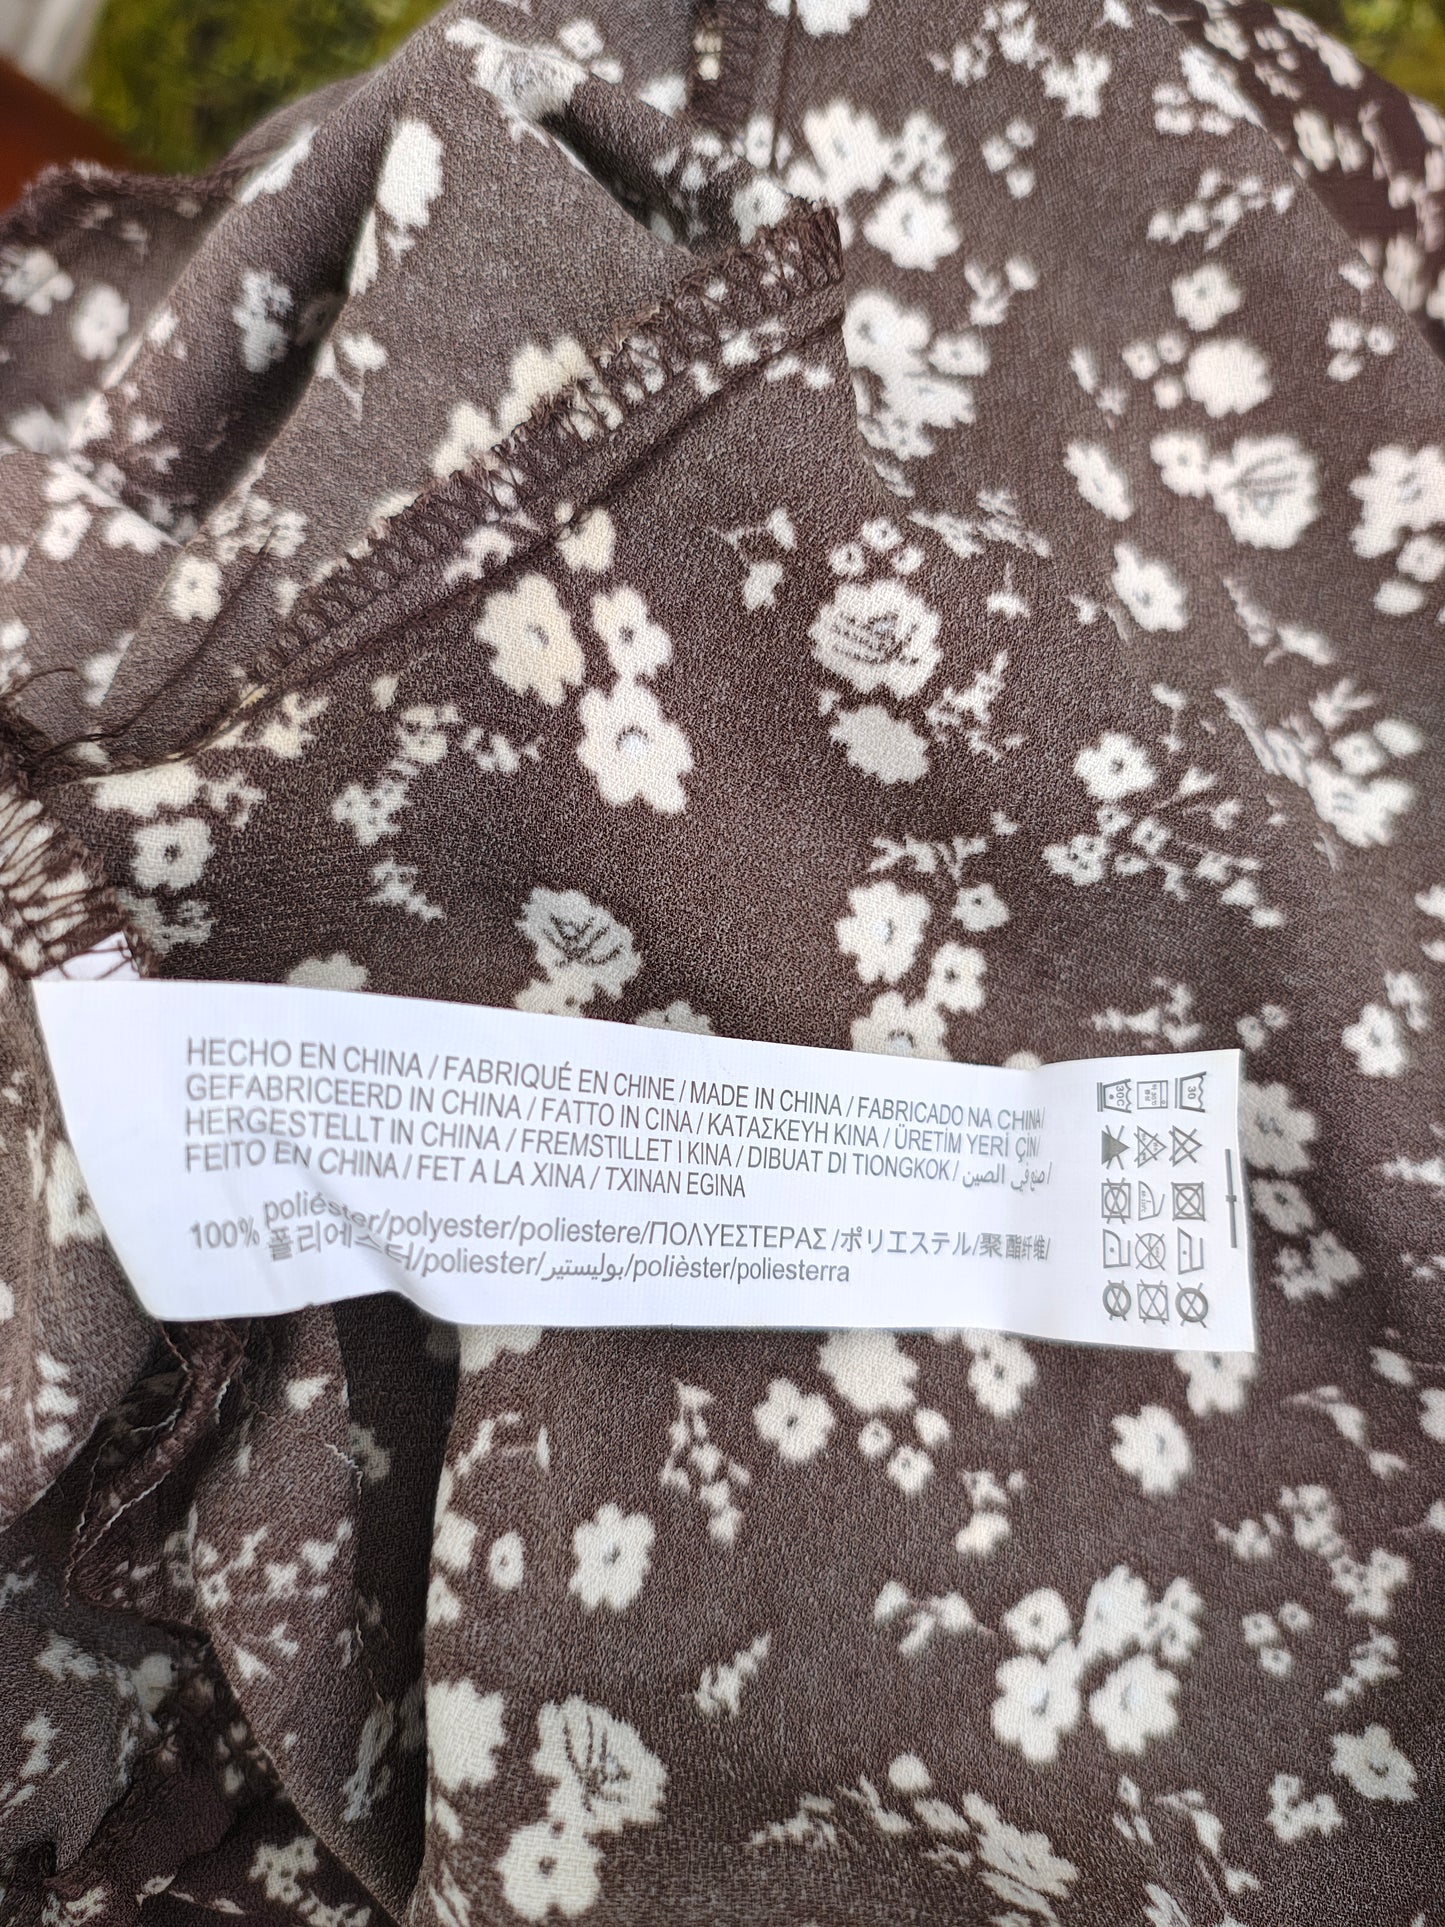 HECHO EN CHINA / FABRIQUÉ EN CHINE / MADE IN CHINA / FABRICADO NA CHINA/
GEFABRICEERD IN CHINA / FATTO IN CINA / ΚΑΤΑΣΚΕΥΗ ΚΙΝΑ / ÜRETİM YERİ ÇİN/
HERGESTELLT IN CHINA / FREMSTILLET I KINA / DIBUAT DI TIONGKOK / صنع في الصين /
FEITO EN CHINA / FET A LA XINA / TXINAN EGINA
100% poliéster/polyester/poliestere/ΠΟΛΥΕΣΤΕΡΑΣ/ポリエステル/聚酯纤维/
폴리에스터/poliester/بوليستير/polièster/poliesterra
30C
30